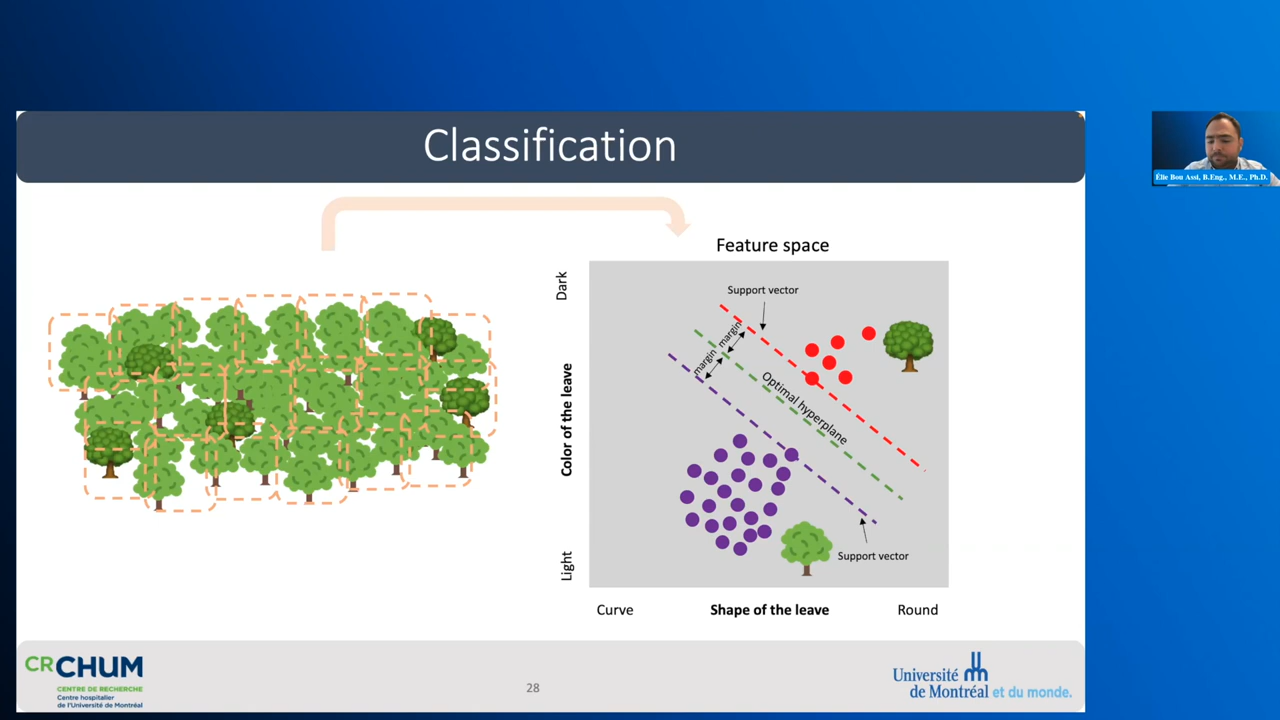 Classification
Élie Bou Assi, B.Eng., M.E., Ph.D.
Feature space
Dark
Color of the leave
Light
Support vector
margin
margin
Optimal hyperplane
Support vector
Curve
Shape of the leave
Round
CRCHUM
CENTRE DE RECHERCHE
Centre hospitalier
de l'Université de Montréal
28
Université
de Montréal et du monde.